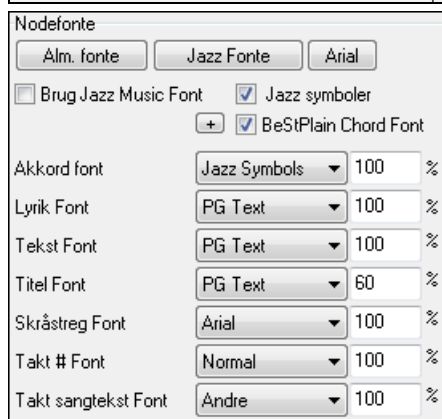 Nodefonte
Alm. fonte Jazz Fonte Arial
Brug Jazz Music Font Jazz symboler
+ BeStPlain Chord Font
Akkord font Jazz Symbols 100 %
Lyrik Font PG Text 100 %
Tekst Font PG Text 100 %
Titel Font PG Text 60 %
Skråstreg Font Arial 100 %
Takt # Font Normal 100 %
Takt sangtekst Font Andre 100 %